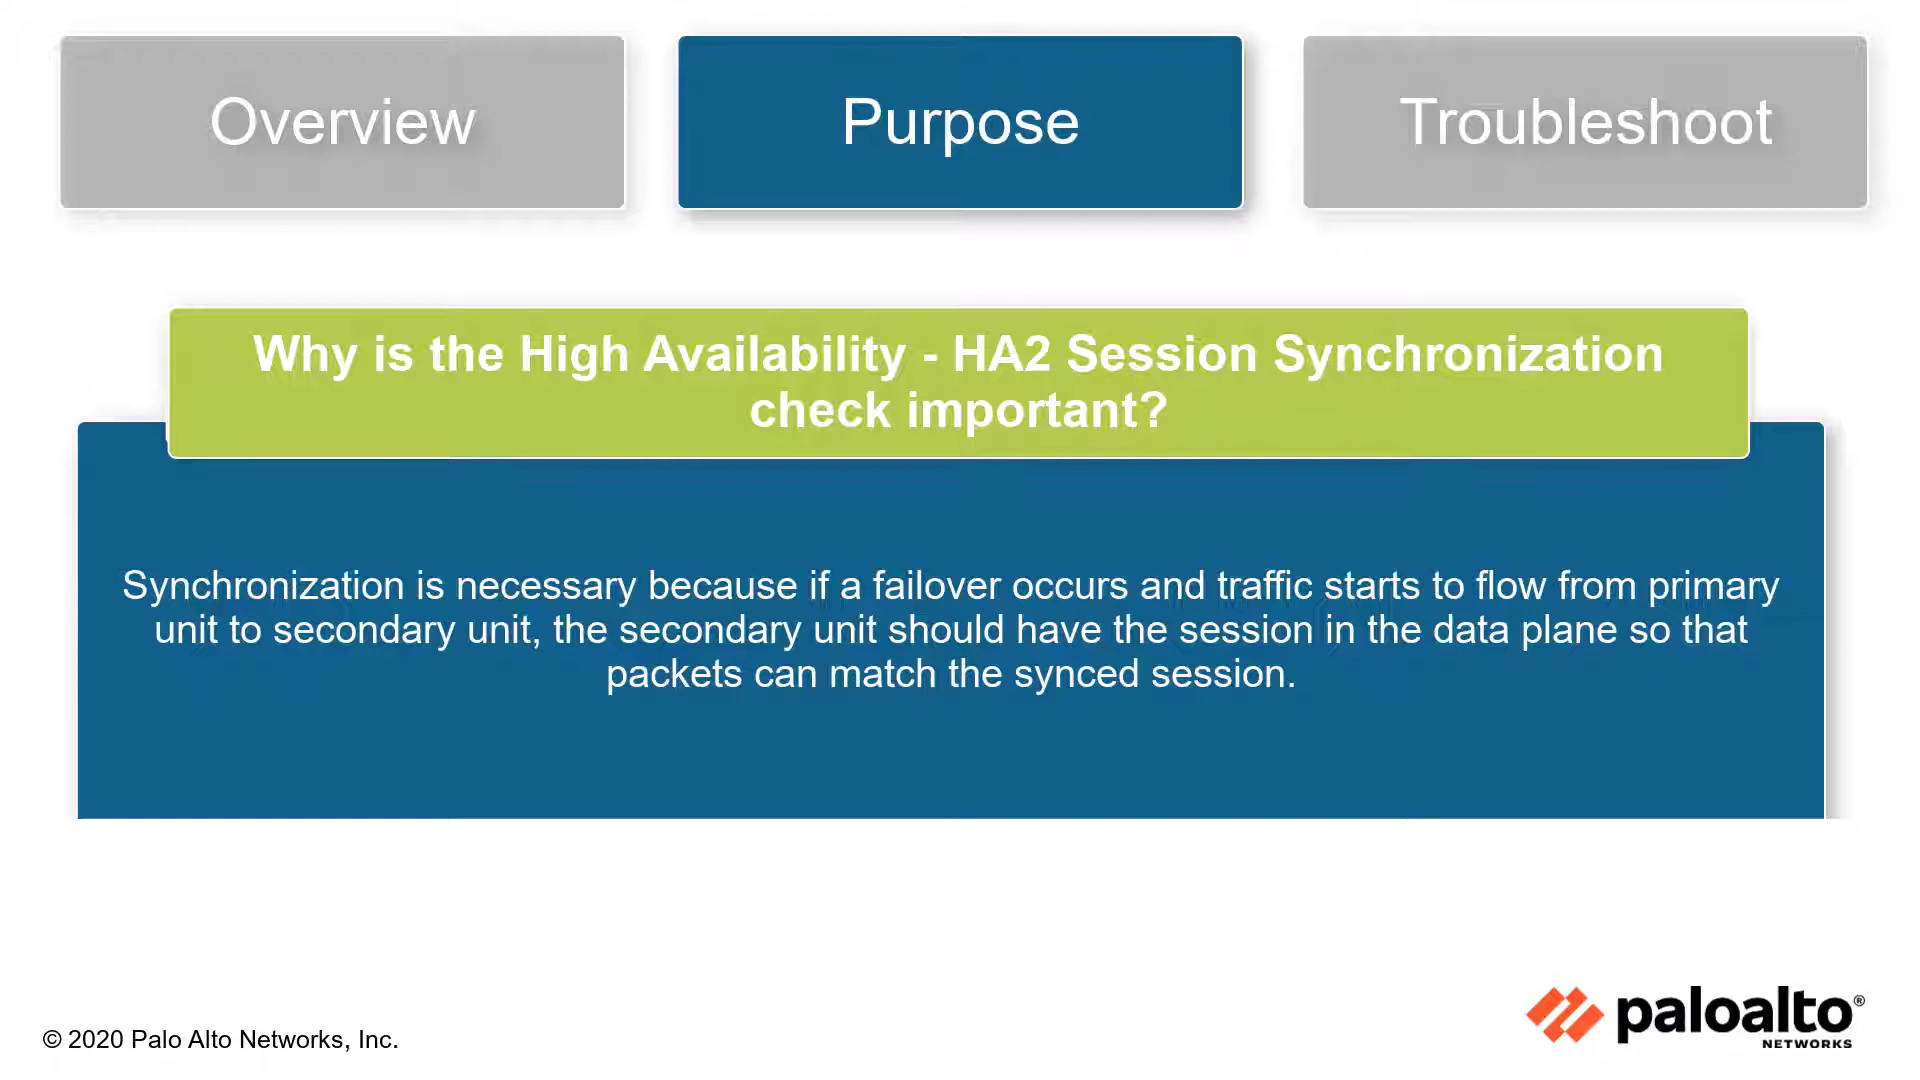 Overview
Purpose
Troubleshoot
Why is the High Availability - HA2 Session Synchronization
check important?
Synchronization is necessary because if a failover occurs and traffic starts to flow from primary
unit to secondary unit, the secondary unit should have the session in the data plane so that
packets can match the synced session.
© 2020 Palo Alto Networks, Inc.
paloalto®
NETWORKS